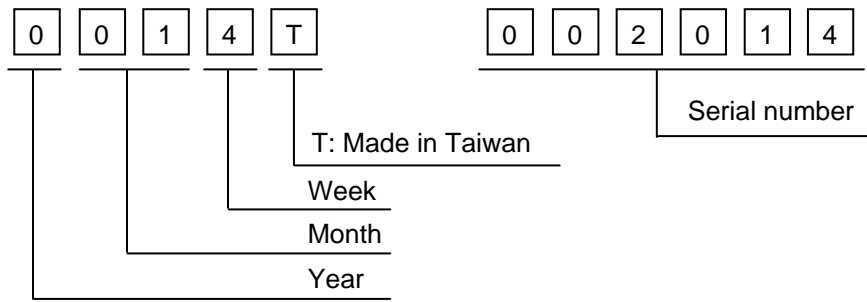 0 0 1 4 T 0 0 2 0 1 4
Serial number
T: Made in Taiwan
Week
Month
Year